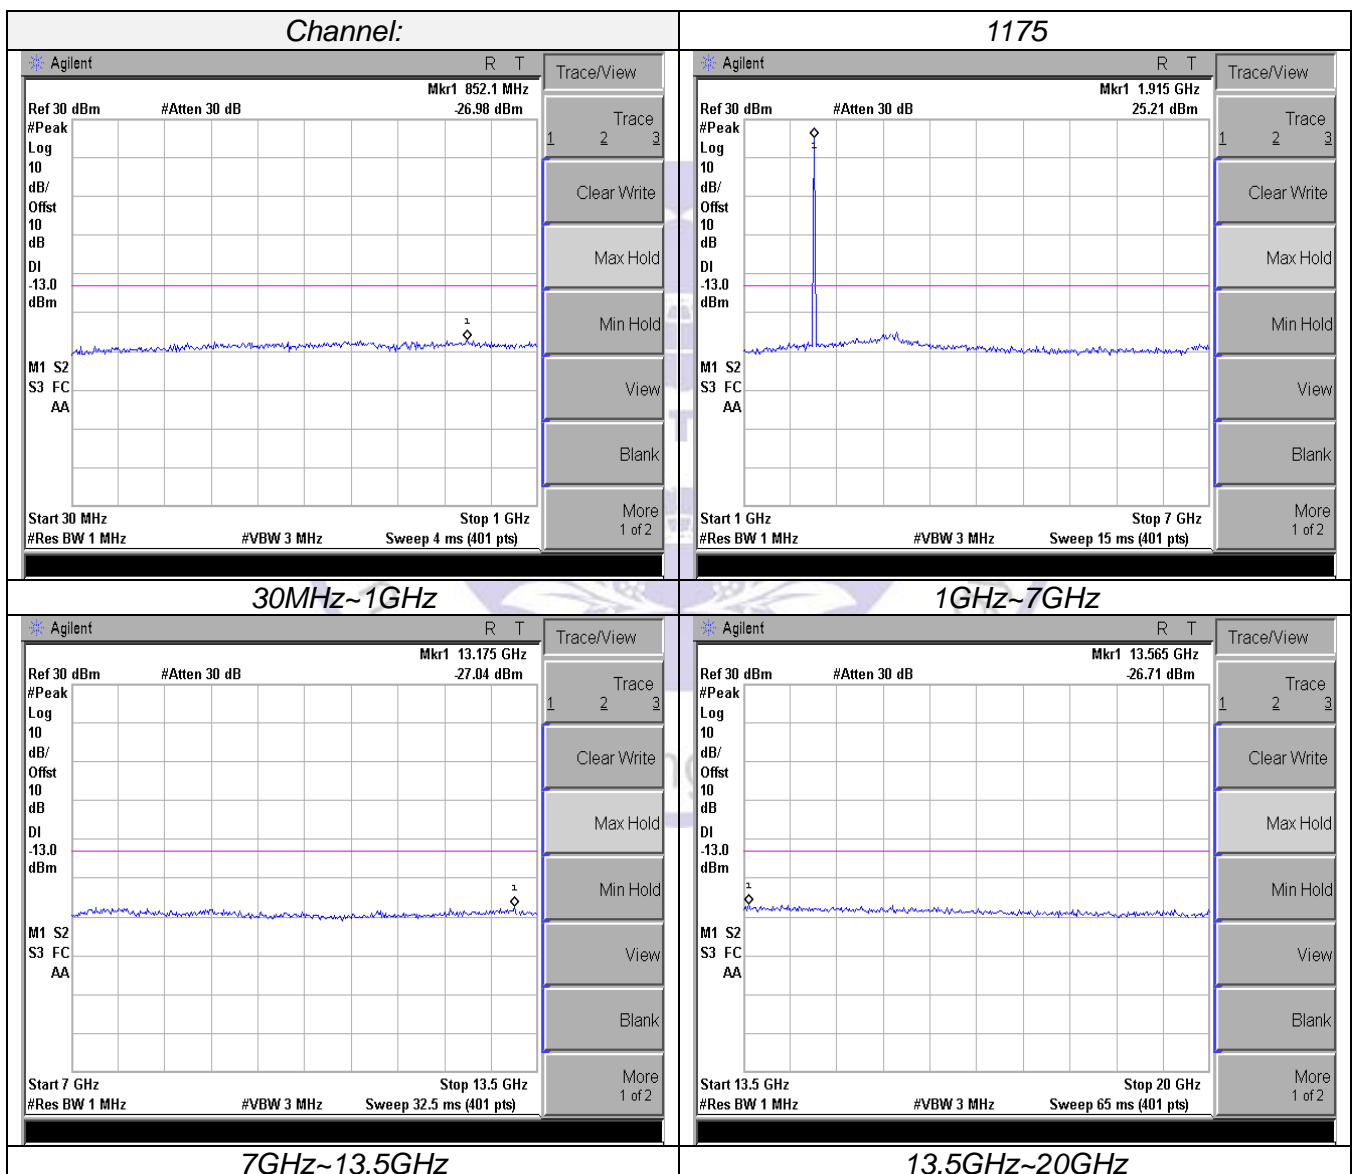 Channel: 1175
Agilent R T
Mkr1 852.1 MHz
Ref 30 dBm #Atten 30 dB -26.98 dBm
#Peak
Log
10
dB/
Offst
10
dB
DI
-13.0
dBm
M1 S2
S3 FC
AA
1
Start 30 MHz Stop 1 GHz
#Res BW 1 MHz #VBW 3 MHz Sweep 4 ms (401 pts)
Trace/View
Trace
1 2 3
Clear Write
Max Hold
Min Hold
View
Blank
More
1 of 2
Agilent R T
Mkr1 1.915 GHz
Ref 30 dBm #Atten 30 dB 25.21 dBm
#Peak
Log
10
dB/
Offst
10
dB
DI
-13.0
dBm
M1 S2
S3 FC
AA
1
Start 1 GHz Stop 7 GHz
#Res BW 1 MHz #VBW 3 MHz Sweep 15 ms (401 pts)
Trace/View
Trace
1 2 3
Clear Write
Max Hold
Min Hold
View
Blank
More
1 of 2
30MHz~1GHz 1GHz~7GHz
Agilent R T
Mkr1 13.175 GHz
Ref 30 dBm #Atten 30 dB -27.04 dBm
#Peak
Log
10
dB/
Offst
10
dB
DI
-13.0
dBm
M1 S2
S3 FC
AA
1
Start 7 GHz Stop 13.5 GHz
#Res BW 1 MHz #VBW 3 MHz Sweep 32.5 ms (401 pts)
Trace/View
Trace
1 2 3
Clear Write
Max Hold
Min Hold
View
Blank
More
1 of 2
Agilent R T
Mkr1 13.565 GHz
Ref 30 dBm #Atten 30 dB -26.71 dBm
#Peak
Log
10
dB/
Offst
10
dB
DI
-13.0
dBm
M1 S2
S3 FC
AA
1
Start 13.5 GHz Stop 20 GHz
#Res BW 1 MHz #VBW 3 MHz Sweep 65 ms (401 pts)
Trace/View
Trace
1 2 3
Clear Write
Max Hold
Min Hold
View
Blank
More
1 of 2
7GHz~13.5GHz 13.5GHz~20GHz